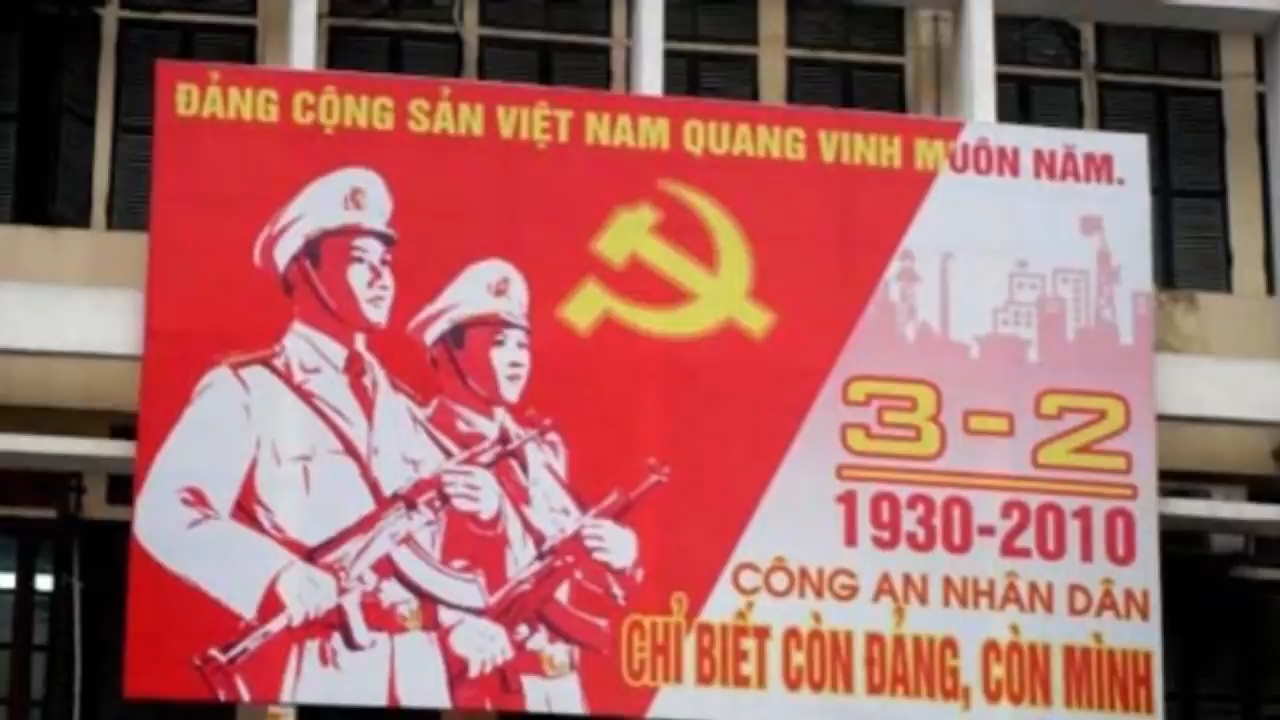 ĐẢNG CỘNG SẢN VIỆT NAM QUANG VINH MUÔN NĂM.
3-2
1930-2010
CÔNG AN NHÂN DÂN
CHỈ BIẾT CÒN ĐẢNG, CÒN MÌNH